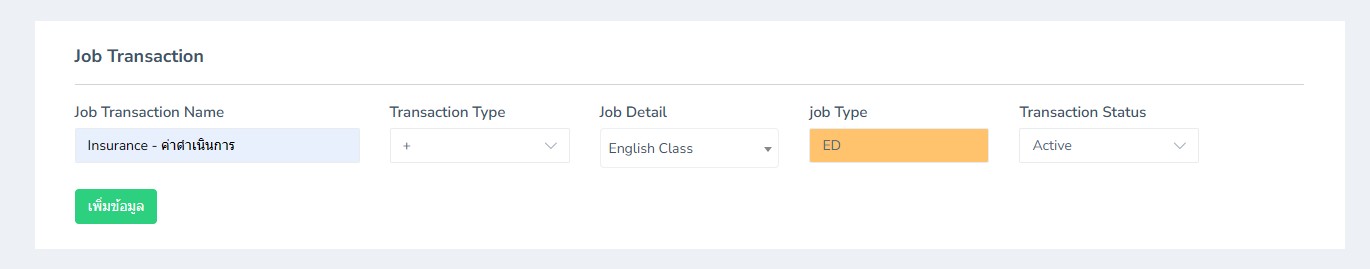 Job Transaction
Job Transaction Name
Transaction Type
Job Detail
job Type
Transaction Status
Insurance - ค่าดำเนินการ
+
English Class
ED
Active
เพิ่มข้อมูล